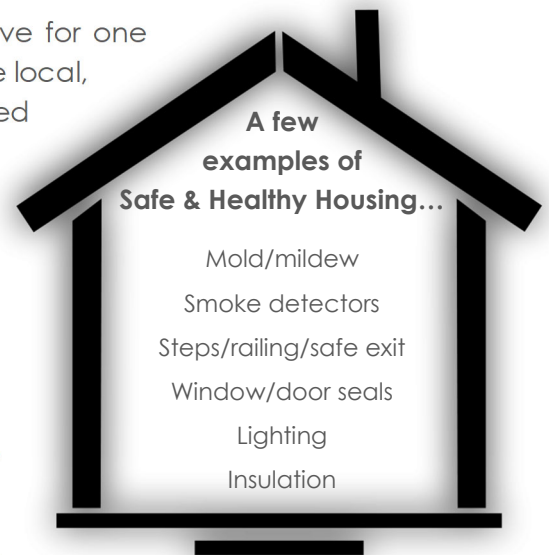 ve for one
local,
ed
A few
examples of
Safe & Healthy Housing…
Mold/mildew
Smoke detectors
Steps/railing/safe exit
Window/door seals
Lighting
Insulation